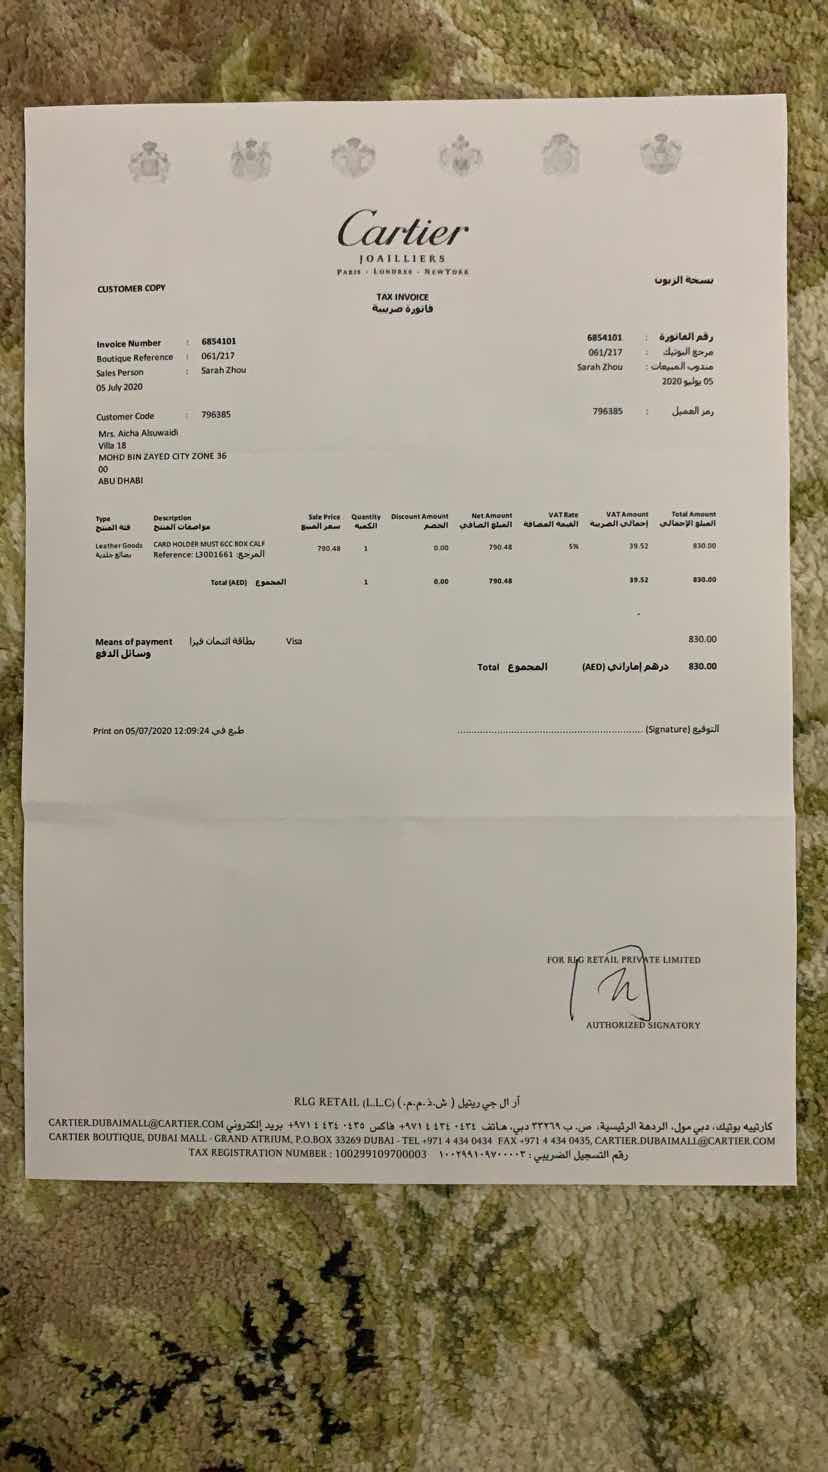 Cartier
JOAILLIERS
PARIS - LONDRES - NEW YORK
CUSTOMER COPY
نسخة الزبون
TAX INVOICE
فاتورة ضريبية
Invoice Number : 6854101
6854101 : رقم الفاتورة
Boutique Reference : 061/217
061/217 : مرجع البوتيك
Sales Person : Sarah Zhou
Sarah Zhou : مندوب المبيعات
05 July 2020
05 يوليو 2020
Customer Code : 796385
796385 : رمز العميل
Mrs. Aicha Alsuwaidi
Villa 18
MOHD BIN ZAYED CITY ZONE 36
00
ABU DHABI
Type Description Sale Price Quantity Discount Amount Net Amount VAT Rate VAT Amount Total Amount
فئة المنتج مواصفات المنتج سعر المبيع الكمية الخصم المبلغ الصافي القيمة المضافة إجمالي الضريبة المبلغ الإجمالي
Leather Goods CARD HOLDER MUST 6CC BOX CALF 790.48 1 0.00 790.48 5% 39.52 830.00
بضائع جلدية Reference: L3001661 :المرجع
Total (AED) المجموع 1 0.00 790.48 39.52 830.00
Means of payment بطاقة ائتمان فيزا Visa 830.00
وسائل الدفع
Total المجموع (AED) درهم إماراتي 830.00
Print on 05/07/2020 12:09:24 طبع في
(Signature) التوقيع
FOR RLG RETAIL PRIVATE LIMITED
AUTHORIZED SIGNATORY
RLG RETAIL (L.L.C) (ش.ذ.م.م.) آر ال جي ريتيل
كارتييه بوتيك، دبي مول، الردهة الرئيسية، ص. ب ٣٣٢٦٩ دبي، هاتف ٠٤٣٤ ٤٣٤ ٤ ٩٧١+ فاكس ٠٤٣٥ ٤٣٤ ٤ ٩٧١+ بريد إلكتروني CARTIER.DUBAIMALL@CARTIER.COM
CARTIER BOUTIQUE, DUBAI MALL - GRAND ATRIUM, P.O.BOX 33269 DUBAI - TEL +971 4 434 0434 FAX +971 4 434 0435, CARTIER.DUBAIMALL@CARTIER.COM
TAX REGISTRATION NUMBER : 100299109700003 رقم التسجيل الضريبي : ١٠٠٢٩٩١٠٩٧٠٠٠٠٣